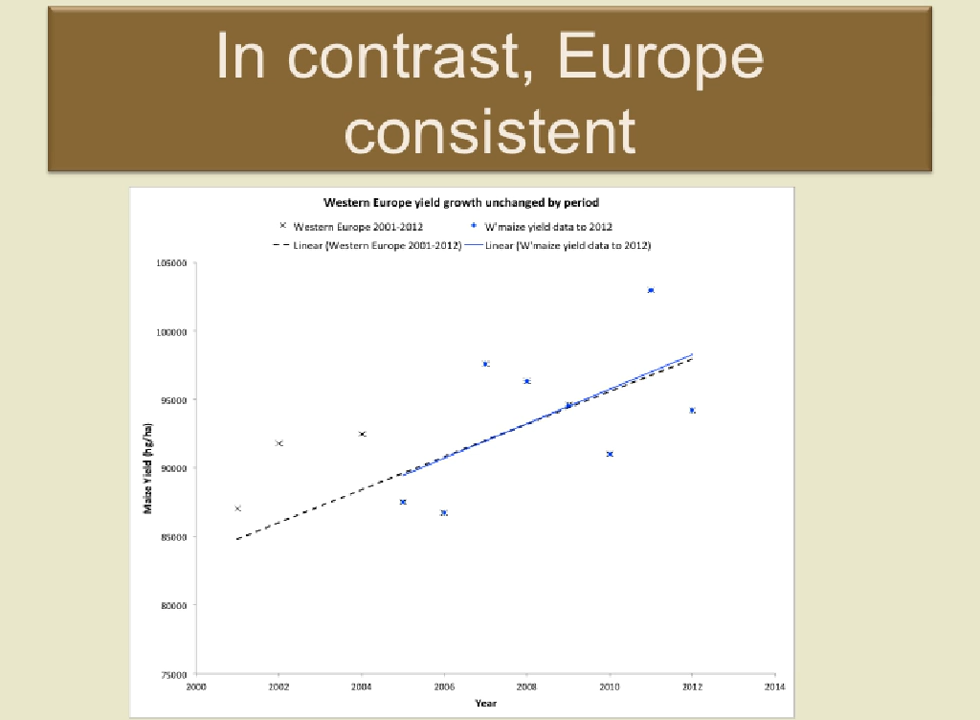 In contrast, Europe
consistent
Western Europe yield growth unchanged by period
Western Europe 2001-2012 W'maize yield data to 2012
Linear (Western Europe 2001-2012) Linear (W'maize yield data to 2012)
105000
100000
95000
90000
85000
80000
75000
Maize Yield (hg/ha)
2000 2002 2004 2006 2008 2010 2012 2014
Year